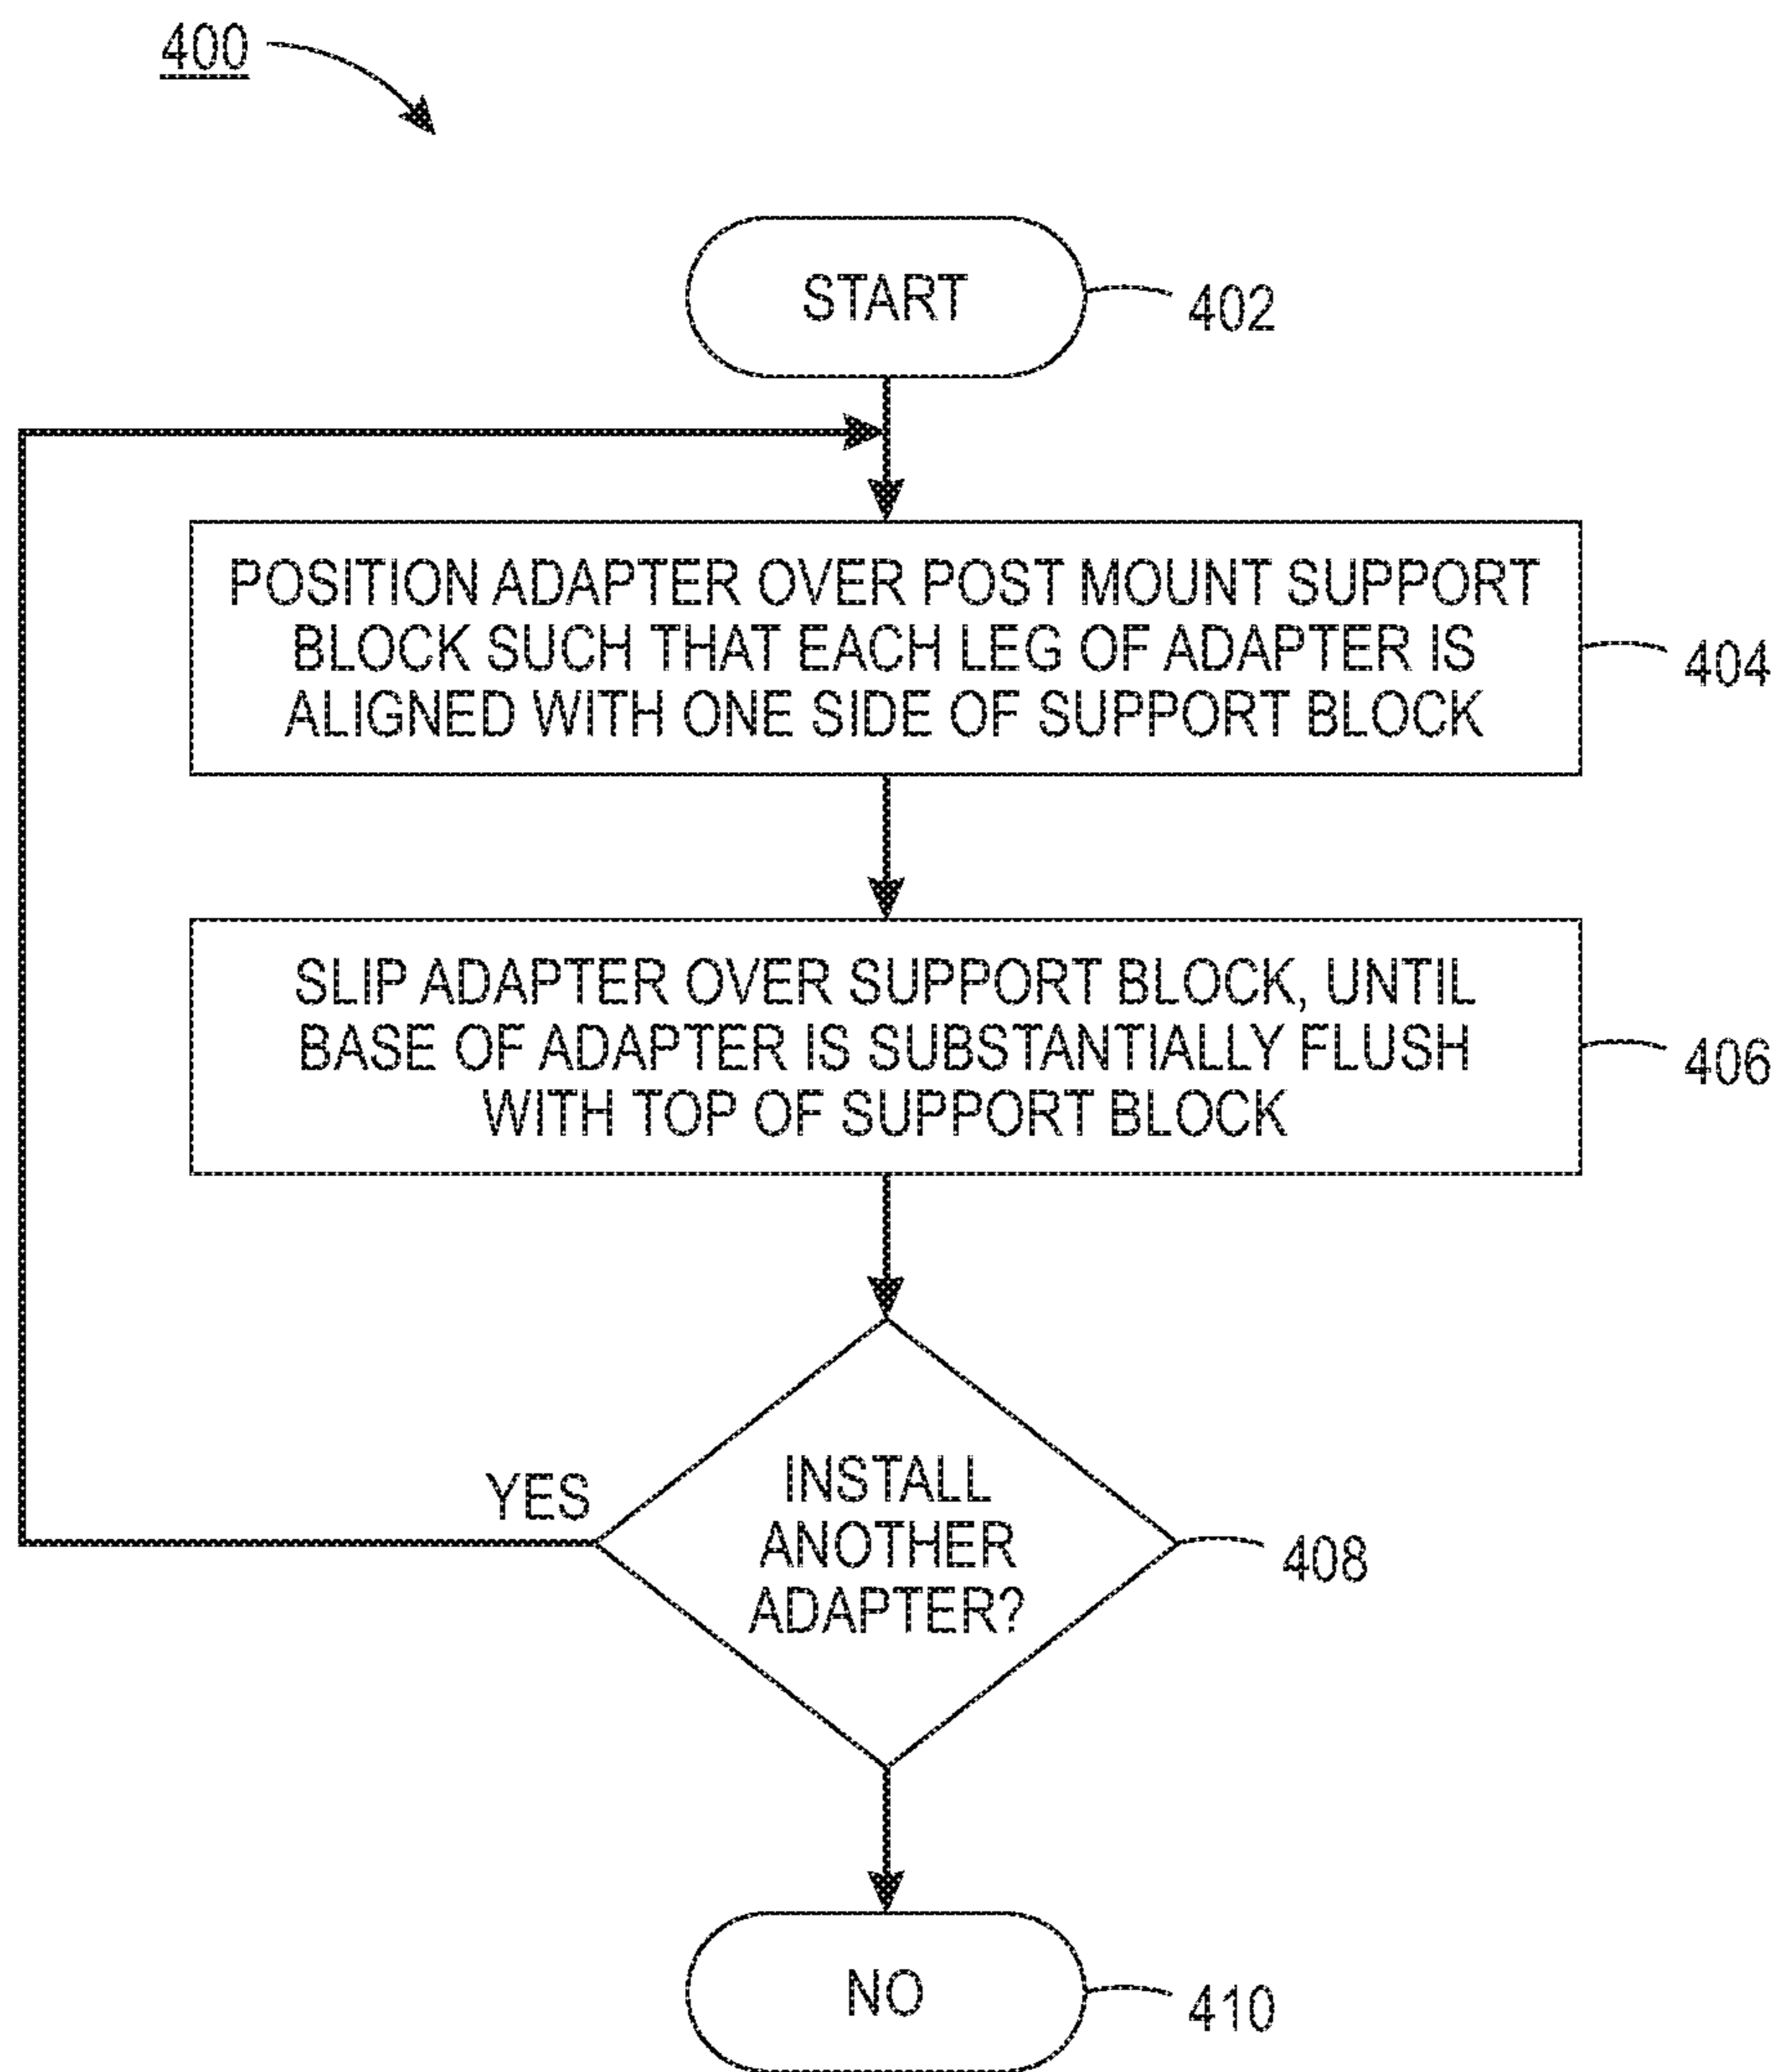 400
START
402
POSITION ADAPTER OVER POST MOUNT SUPPORT
BLOCK SUCH THAT EACH LEG OF ADAPTER IS
ALIGNED WITH ONE SIDE OF SUPPORT BLOCK
404
SLIP ADAPTER OVER SUPPORT BLOCK, UNTIL
BASE OF ADAPTER IS SUBSTANTIALLY FLUSH
WITH TOP OF SUPPORT BLOCK
406
YES
INSTALL
ANOTHER
ADAPTER?
408
NO
410